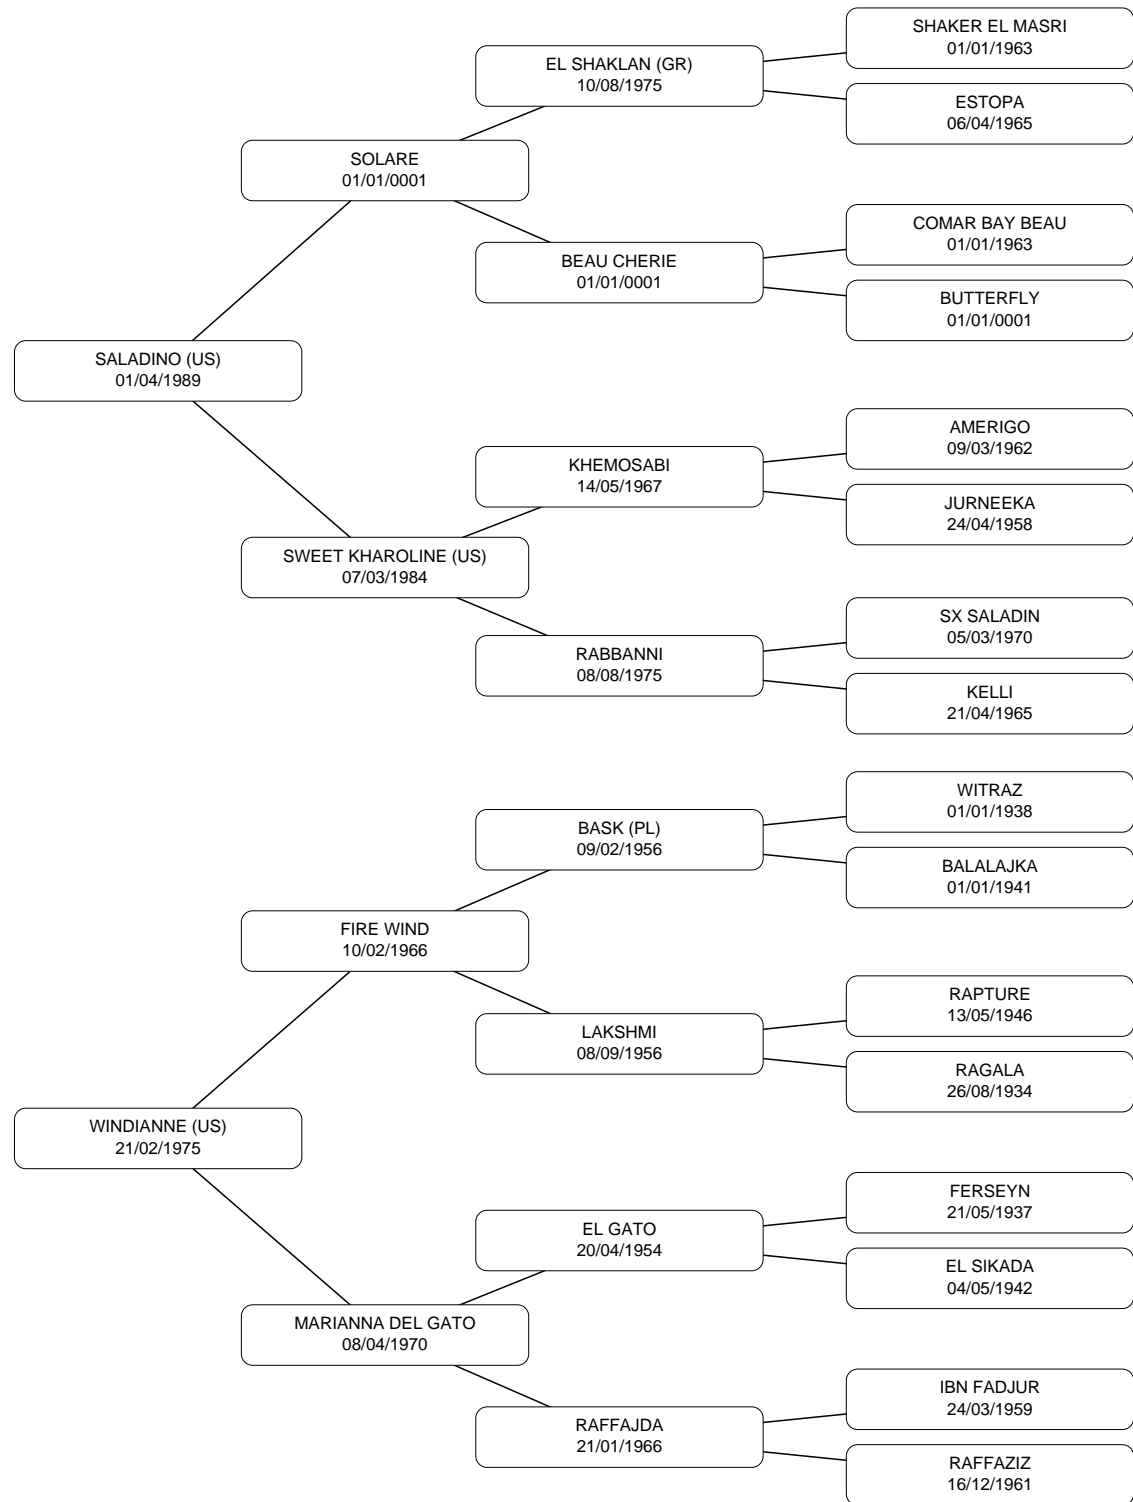 SHAKER EL MASRI
01/01/1963
EL SHAKLAN (GR)
10/08/1975
ESTOPA
06/04/1965
SOLARE
01/01/0001
COMAR BAY BEAU
01/01/1963
BEAU CHERIE
01/01/0001
BUTTERFLY
01/01/0001
SALADINO (US)
01/04/1989
AMERIGO
09/03/1962
KHEMOSABI
14/05/1967
JURNEEKA
24/04/1958
SWEET KHAROLINE (US)
07/03/1984
SX SALADIN
05/03/1970
RABBANNI
08/08/1975
KELLI
21/04/1965
WITRAZ
01/01/1938
BASK (PL)
09/02/1956
BALALAJKA
01/01/1941
FIRE WIND
10/02/1966
RAPTURE
13/05/1946
LAKSHMI
08/09/1956
RAGALA
26/08/1934
WINDIANNE (US)
21/02/1975
FERSEYN
21/05/1937
EL GATO
20/04/1954
EL SIKADA
04/05/1942
MARIANNA DEL GATO
08/04/1970
IBN FADJUR
24/03/1959
RAFFAJDA
21/01/1966
RAFFAZIZ
16/12/1961